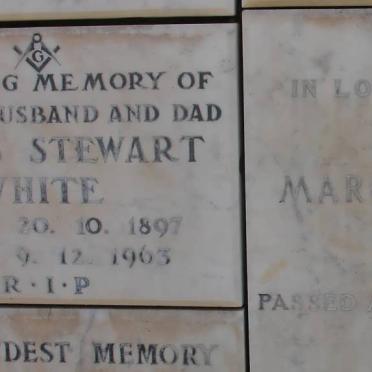 G
G MEMORY OF
USBAND AND DAD
STEWART
WHITE
20. 10. 1897
9. 12. 1963
R · I · P
DEST MEMORY
IN LO
MAR
PASSED